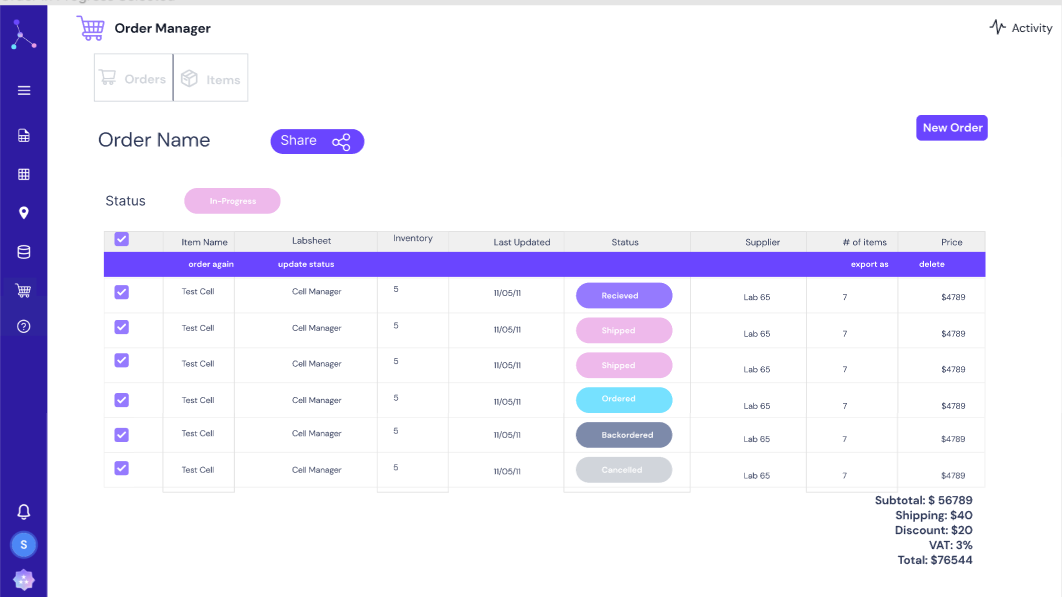 Order Manager
Activity
Orders
Items
Order Name
Share
New Order
Status
In-Progress
Item Name Labsheet Inventory Last Updated Status Supplier # of items Price
order again update status export as delete
Test Cell Cell Manager 5 11/05/11 Recieved Lab 65 7 $4789
Test Cell Cell Manager 5 11/05/11 Shipped Lab 65 7 $4789
Test Cell Cell Manager 5 11/05/11 Shipped Lab 65 7 $4789
Test Cell Cell Manager 5 11/05/11 Ordered Lab 65 7 $4789
Test Cell Cell Manager 5 11/05/11 Backordered Lab 65 7 $4789
Test Cell Cell Manager 5 11/05/11 Cancelled Lab 65 7 $4789
Subtotal: $ 56789
Shipping: $40
Discount: $20
VAT: 3%
Total: $76544
S